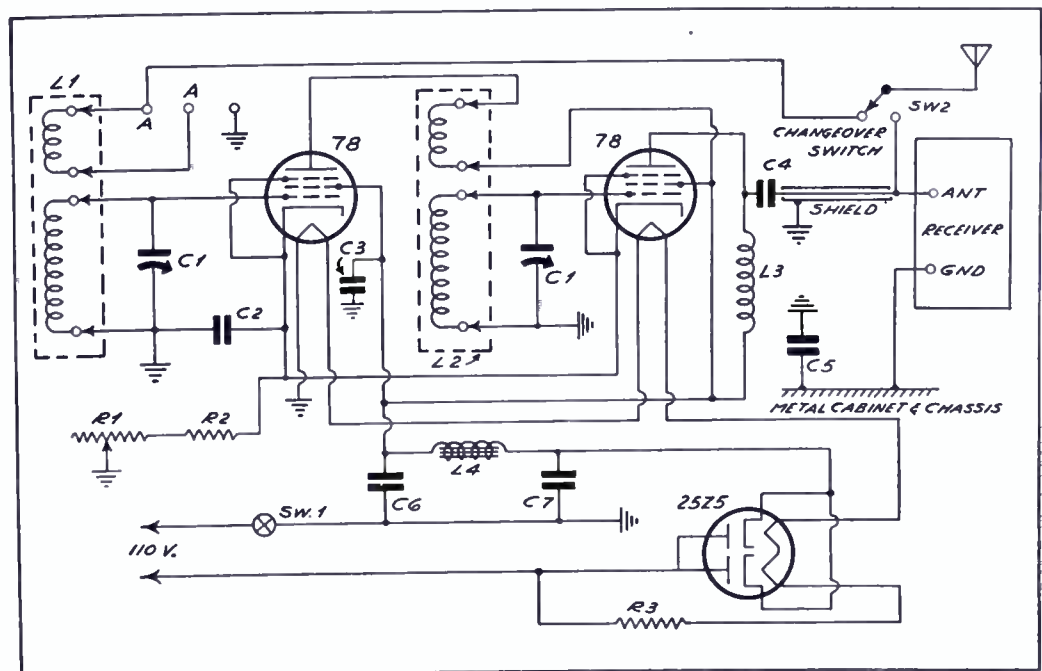 L1
A
A
78
C1
C2
C3
L2
78
C1
C4
SHIELD
L3
CHANGEOVER
SWITCH
SW2
ANT
RECEIVER
GND
C5
METAL CABINET & CHASSIS
R1
R2
L4
C6
C7
SW.1
110 V.
25Z5
R3